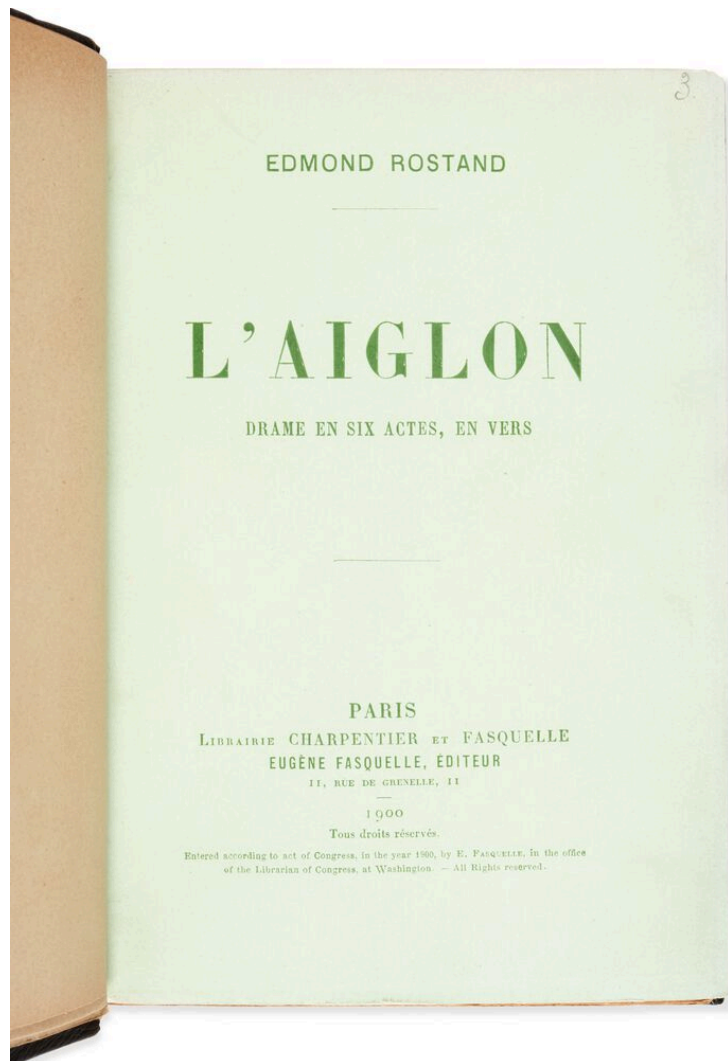 3.
EDMOND ROSTAND
L'AIGLON
DRAME EN SIX ACTES, EN VERS
PARIS
LIBRAIRIE CHARPENTIER ET FASQUELLE
EUGÈNE FASQUELLE, ÉDITEUR
11, RUE DE GRENELLE, 11
1900
Tous droits réservés.
Entered according to act of Congress, in the year 1900, by E. FASQUELLE, in the office
of the Librarian of Congress, at Washington. — All Rights reserved.